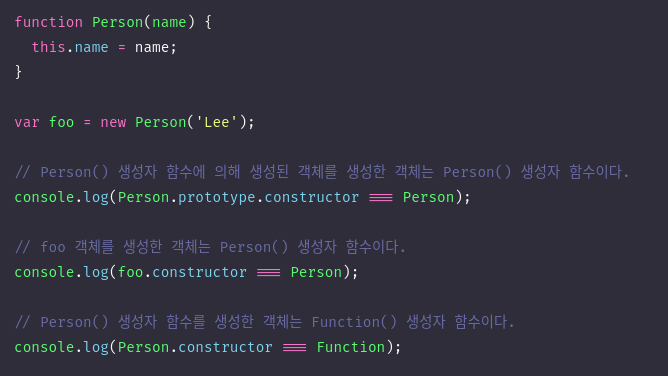 function Person(name) {
  this.name = name;
}

var foo = new Person('Lee');

// Person() 생성자 함수에 의해 생성된 객체를 생성한 객체는 Person() 생성자 함수이다.
console.log(Person.prototype.constructor === Person);

// foo 객체를 생성한 객체는 Person() 생성자 함수이다.
console.log(foo.constructor === Person);

// Person() 생성자 함수를 생성한 객체는 Function() 생성자 함수이다.
console.log(Person.constructor === Function);